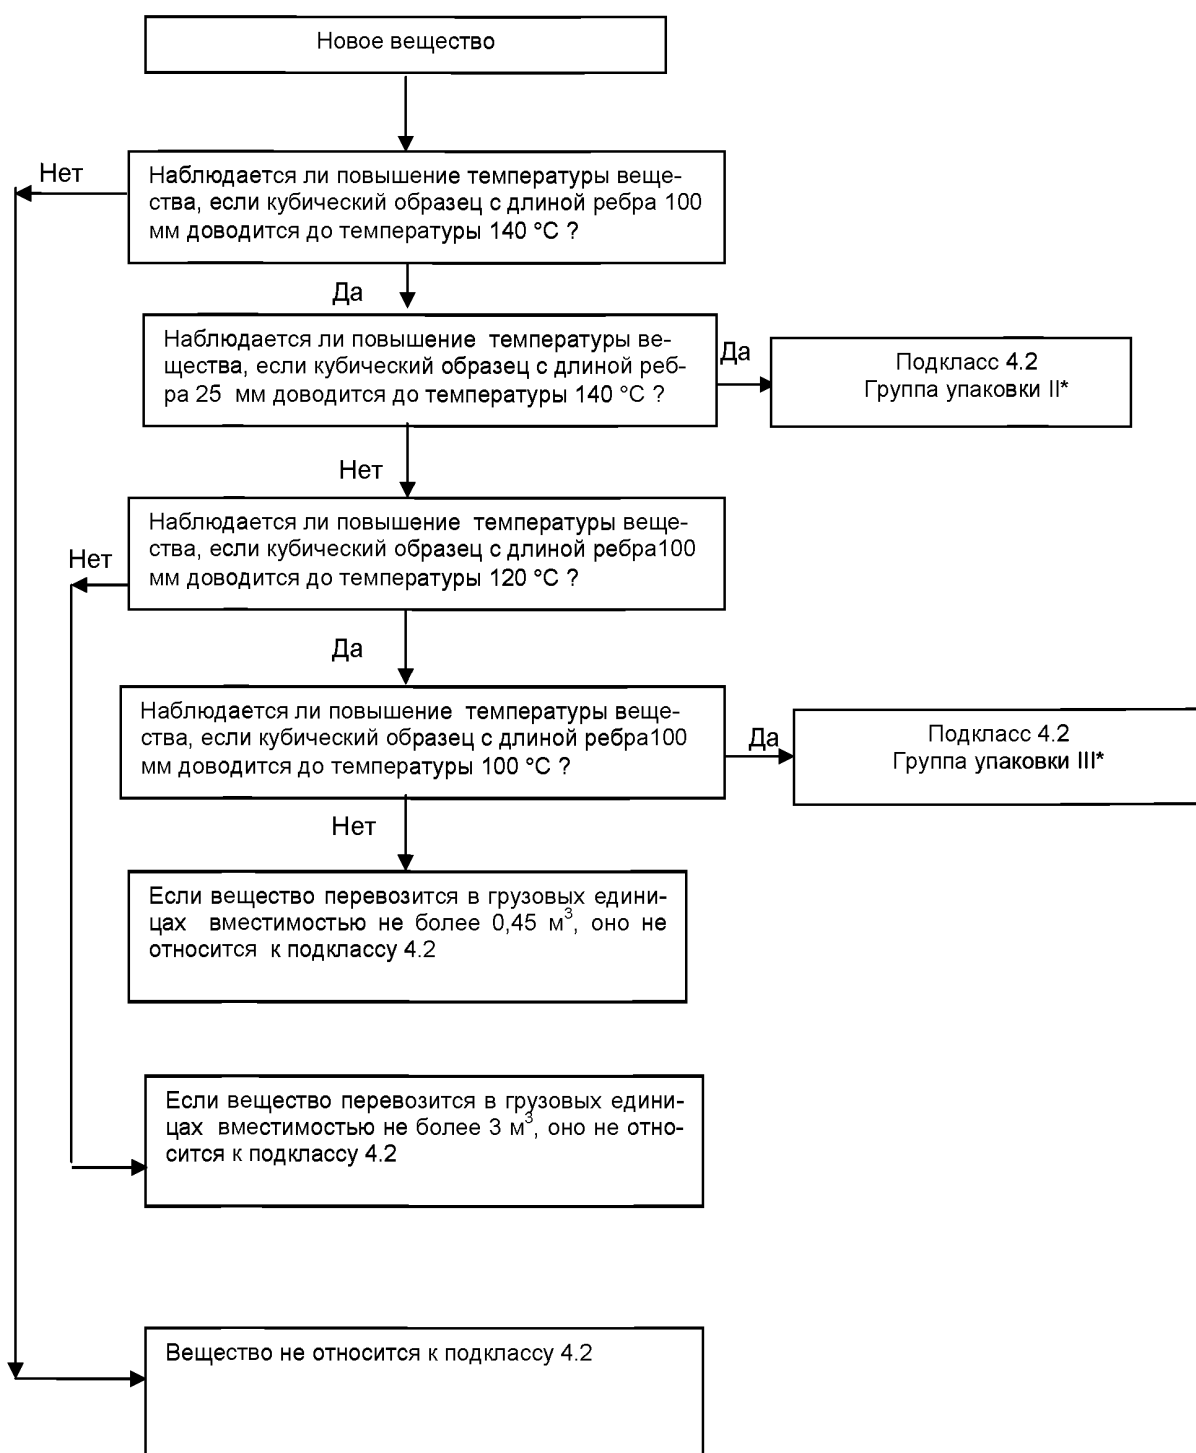 Новое вещество
Нет
Наблюдается ли повышение температуры веще-
ства, если кубический образец с длиной ребра 100
мм доводится до температуры 140 °C ?
Да
Наблюдается ли повышение температуры ве-
щества, если кубический образец с длиной реб-
ра 25 мм доводится до температуры 140 °C ?
Да
Подкласс 4.2
Группа упаковки II*
Нет
Наблюдается ли повышение температуры веще-
ства, если кубический образец с длиной ребра100
мм доводится до температуры 120 °C ?
Нет
Да
Наблюдается ли повышение температуры веще-
ства, если кубический образец с длиной ребра100
мм доводится до температуры 100 °C ?
Да
Подкласс 4.2
Группа упаковки III*
Нет
Если вещество перевозится в грузовых едини-
цах вместимостью не более 0,45 м³, оно не
относится к подклассу 4.2
Если вещество перевозится в грузовых едини-
цах вместимостью не более 3 м³, оно не отно-
сится к подклассу 4.2
Вещество не относится к подклассу 4.2